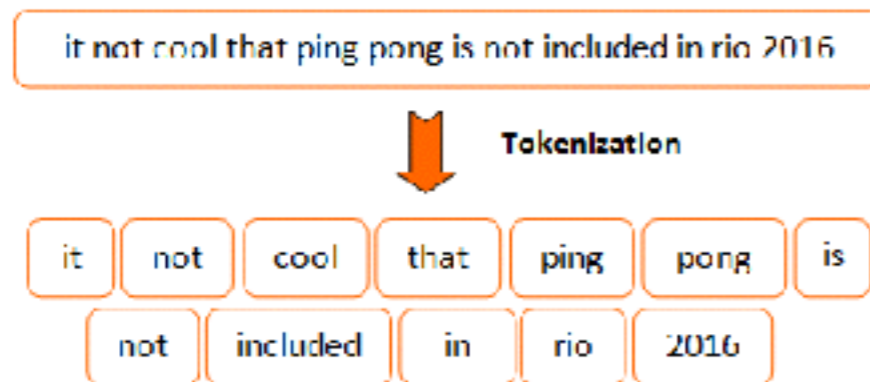 it not cool that ping pong is not included in rio 2016
Tokenization
it not cool that ping pong is
not included in rio 2016